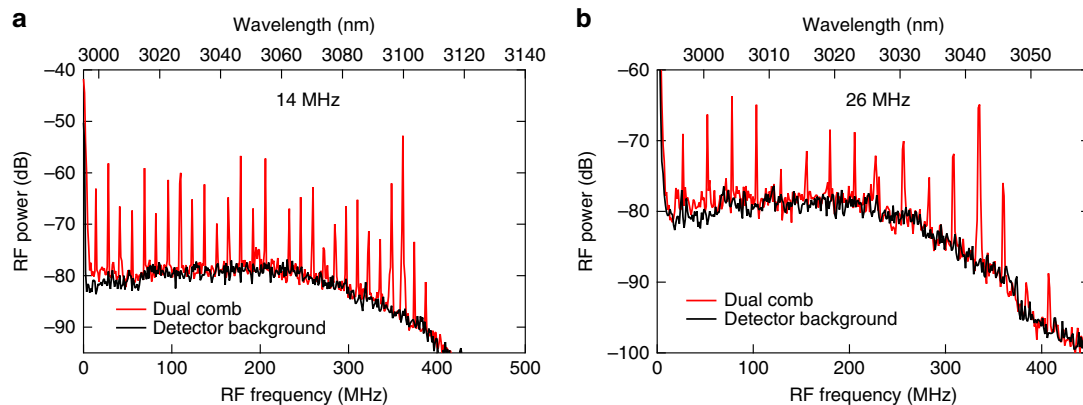 a
Wavelength (nm)
3000 3020 3040 3060 3080 3100 3120 3140
−40
−50
−60
−70
−80
−90
RF power (dB)
14 MHz
Dual comb
Detector background
0 100 200 300 400 500
RF frequency (MHz)
b
Wavelength (nm)
3000 3010 3020 3030 3040 3050
−60
−70
−80
−90
−100
RF power (dB)
26 MHz
Dual comb
Detector background
0 100 200 300 400
RF frequency (MHz)